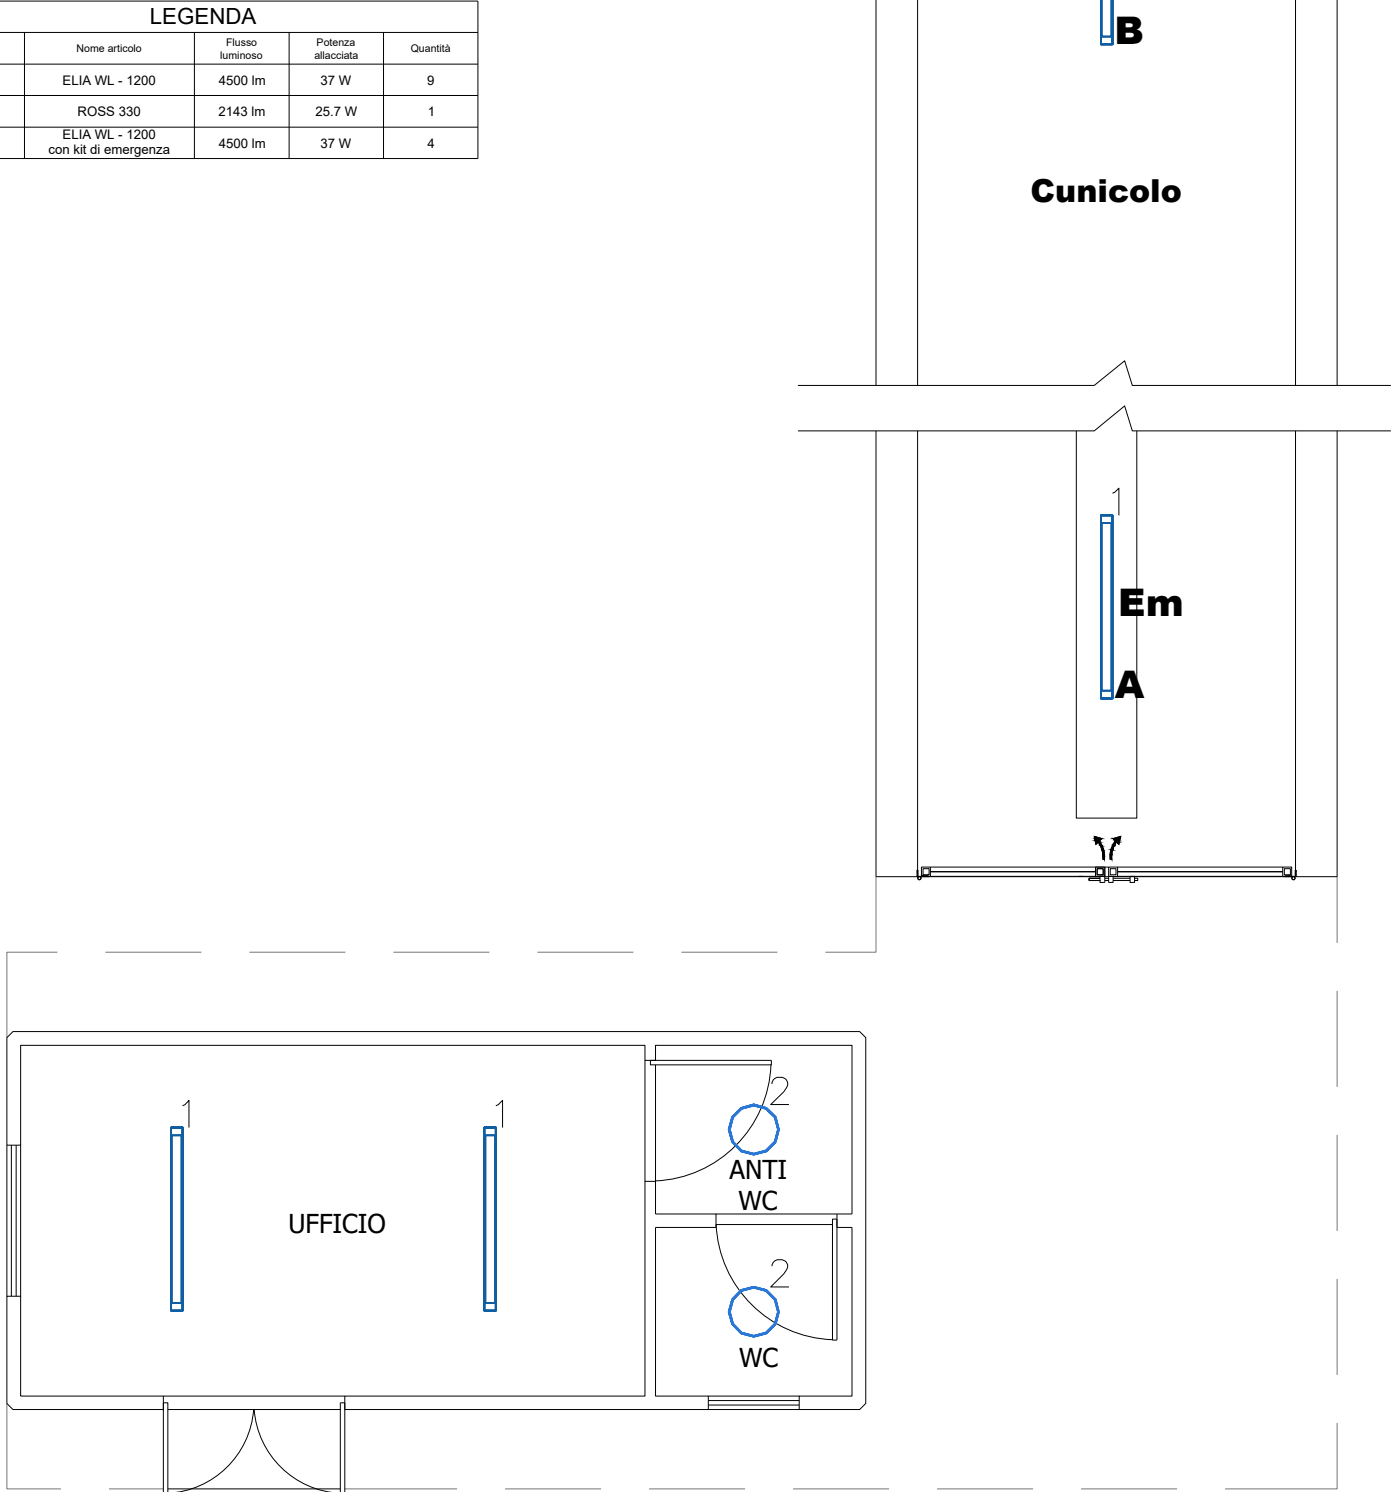 LEGENDA
Nome articolo
Flusso
luminoso
Potenza
allacciata
Quantità
ELIA WL - 1200
4500 lm
37 W
9
ROSS 330
2143 lm
25.7 W
1
ELIA WL - 1200
con kit di emergenza
4500 lm
37 W
4
B
Cunicolo
1
Em
A
1
1
2
ANTI
WC
UFFICIO
2
WC